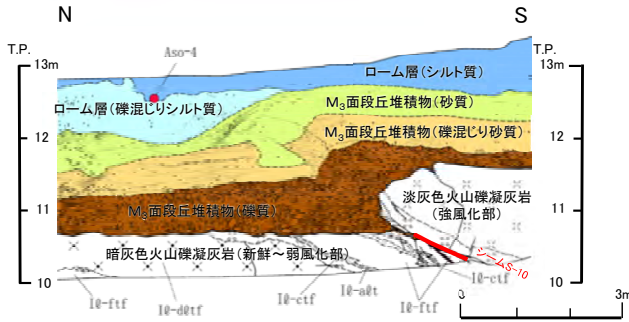 N
S
T.P.
T.P.
Aso-4
13m
13m
ローム層(シルト質)
ローム層(礫混じりシルト質)
M₃面段丘堆積物(砂質)
12
12
M₃面段丘堆積物(礫混じり砂質)
淡灰色火山礫凝灰岩
(強風化部)
11
11
M₃面段丘堆積物(礫質)
暗灰色火山礫凝灰岩(新鮮～弱風化部)
シームS-10
10
10
Iℓ-ctf
Iℓ-aℓt
Iℓ-ftf
Iℓ-dℓtf
Iℓ-ctf
Iℓ-ftf
0
3m